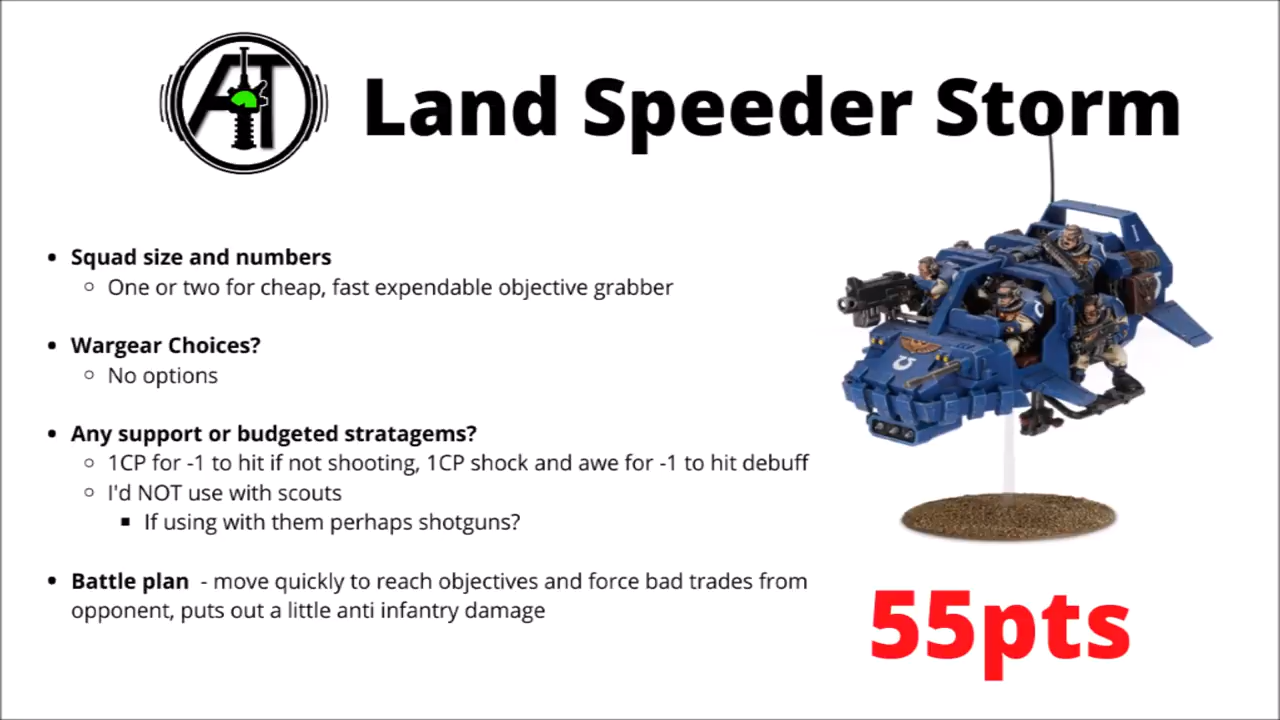 AT
Land Speeder Storm
• Squad size and numbers
○ One or two for cheap, fast expendable objective grabber
• Wargear Choices?
○ No options
• Any support or budgeted stratagems?
○ 1CP for -1 to hit if not shooting, 1CP shock and awe for -1 to hit debuff
○ I'd NOT use with scouts
▪ If using with them perhaps shotguns?
• Battle plan - move quickly to reach objectives and force bad trades from
opponent, puts out a little anti infantry damage
55pts